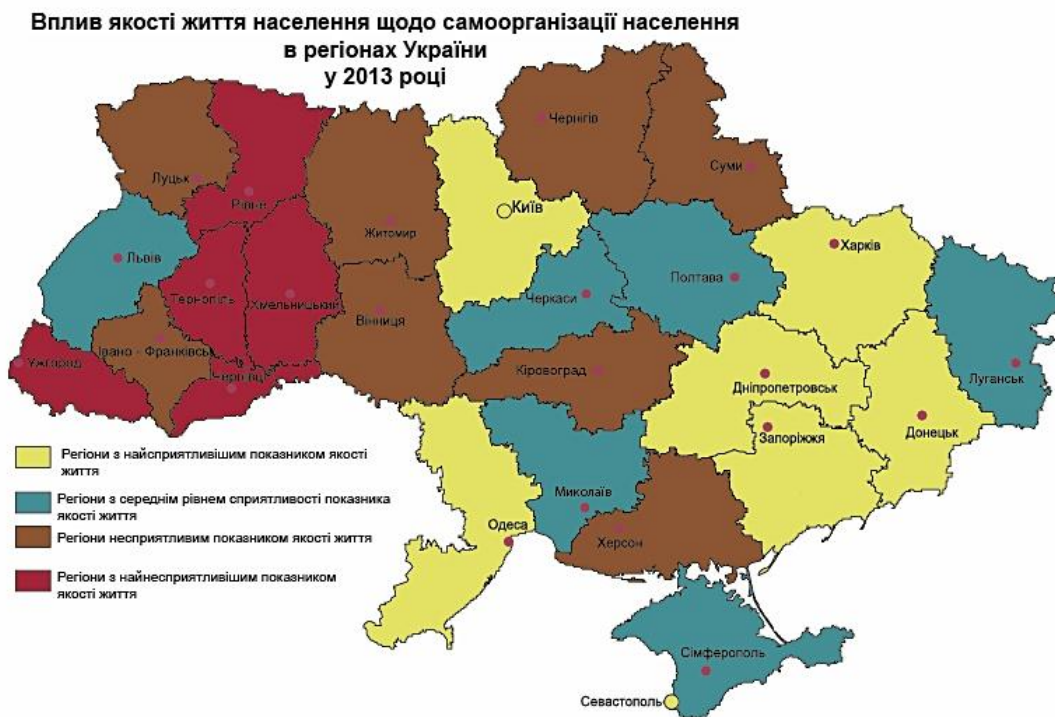 Вплив якості життя населення щодо самоорганізації населення
в регіонах України
у 2013 році
Чернігів
Луцьк
Суми
Рівне
Київ
Житомир
Харків
Львів
Полтава
Тернопіль
Хмельницький
Черкаси
Вінниця
Івано - Франківськ
Ужгород
Чернівці
Кіровоград
Дніпропетровськ
Луганськ
Запоріжжя
Донецьк
Регіони з найсприятливішим показником якості
життя
Регіони з середнім рівнем сприятливості показника
якості життя
Регіони несприятливим показником якості життя
Регіони з найнесприятливішим показником
якості життя
Миколаїв
Одеса
Херсон
Сімферополь
Севастополь